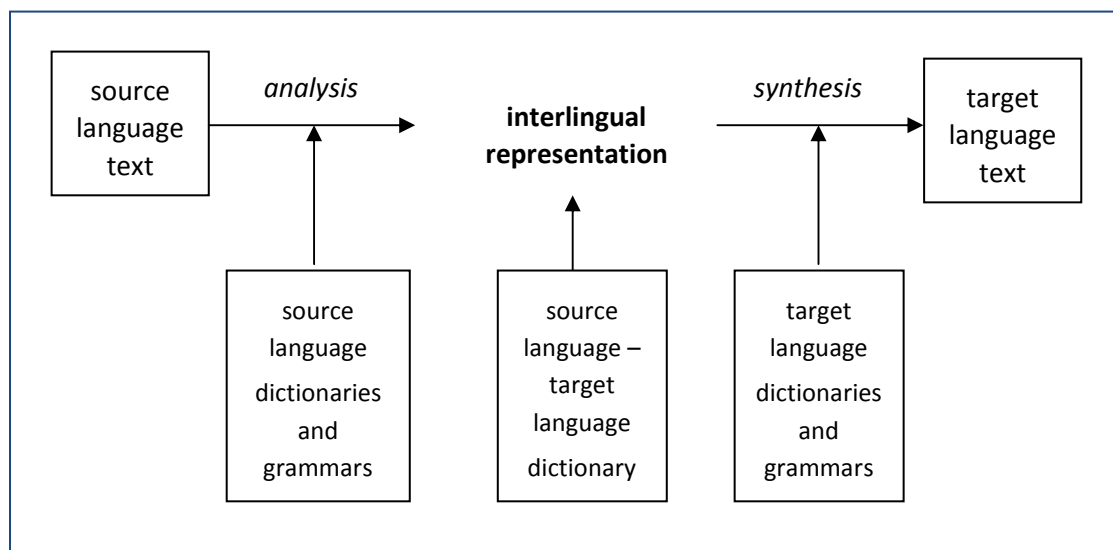 source
language
text
analysis
interlingual
representation
synthesis
target
language
text
source
language
dictionaries
and
grammars
source
language –
target
language
dictionary
target
language
dictionaries
and
grammars